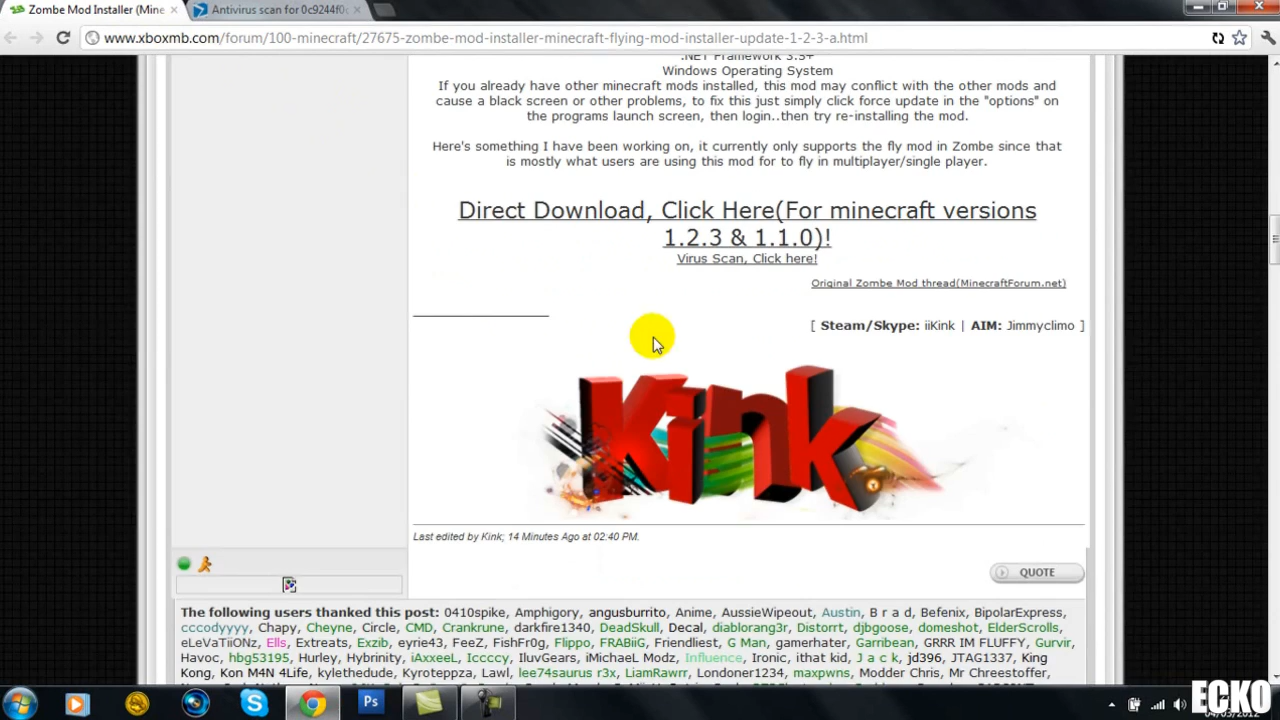 Zombe Mod Installer (Mine
Antivirus scan for 0c9244f0
www.xboxmb.com/forum/100-minecraft/27675-zombe-mod-installer-minecraft-flying-mod-installer-update-1-2-3-a.html
.NET Framework 3.5+
Windows Operating System
If you already have other minecraft mods installed, this mod may conflict with the other mods and
cause a black screen or other problems, to fix this just simply click force update in the "options" on
the programs launch screen, then login..then try re-installing the mod.
Here's something I have been working on, it currently only supports the fly mod in Zombe since that
is mostly what users are using this mod for to fly in multiplayer/single player.
Direct Download, Click Here(For minecraft versions
1.2.3 & 1.1.0)!
Virus Scan, Click here!
Original Zombe Mod thread(MinecraftForum.net)
[ Steam/Skype: iiKink | AIM: Jimmyclimo ]
Kink
Last edited by Kink; 14 Minutes Ago at 02:40 PM.
QUOTE
The following users thanked this post: 0410spike, Amphigory, angusburrito, Anime, AussieWipeout, Austin, B r a d, Befenix, BipolarExpress,
cccodyyyy, Chapy, Cheyne, Circle, CMD, Crankrune, darkfire1340, DeadSkull, Decal, diablorang3r, Distorrt, djbgoose, domeshot, ElderScrolls,
eLeVaTiiONz, Ells, Extreats, Exzib, eyrie43, FeeZ, FishFr0g, Flippo, FRABiiG, Friendliest, G Man, gamerhater, Garribean, GRRR IM FLUFFY, Gurvir,
Havoc, hbg53195, Hurley, Hybrinity, iAxxeeL, Iccccy, IluvGears, iMichaeL Modz, Influence, Ironic, ithat kid, J a c k, jd396, JTAG1337, King
Kong, Kon M4N 4Life, kylethedude, Kyroteppza, Lawl, lee74saurus r3x, LiamRawrr, Londoner1234, maxpwns, Modder Chris, Mr Chreestoffer,
Ps
ECKO